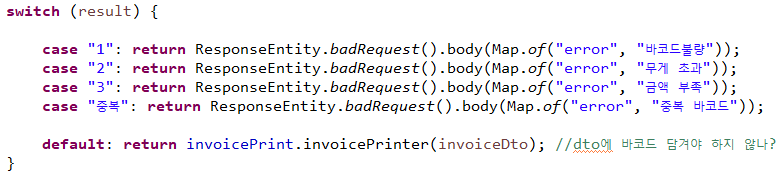 switch (result) {
case "1": return ResponseEntity.badRequest().body(Map.of("error", "바코드불량"));
case "2": return ResponseEntity.badRequest().body(Map.of("error", "무게 초과"));
case "3": return ResponseEntity.badRequest().body(Map.of("error", "금액 부족"));
case "중복": return ResponseEntity.badRequest().body(Map.of("error", "중복 바코드"));
default: return invoicePrint.invoicePrinter(invoiceDto); //dto에 바코드 담겨야 하지 않나?
}